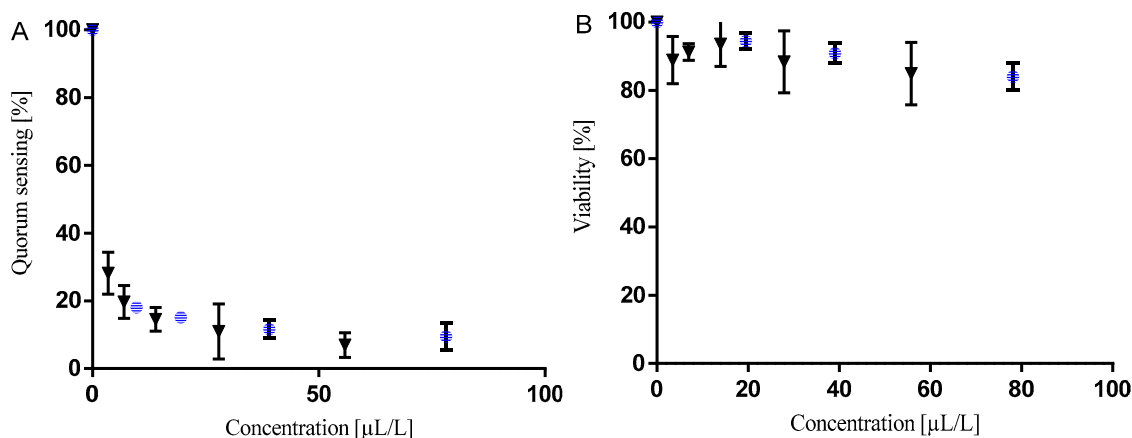 A
Quorum sensing [%]
100
80
60
40
20
0
0 50 100
Concentration [µL/L]
B
Viability [%]
100
80
60
40
20
0
0 20 40 60 80 100
Concentration [µL/L]